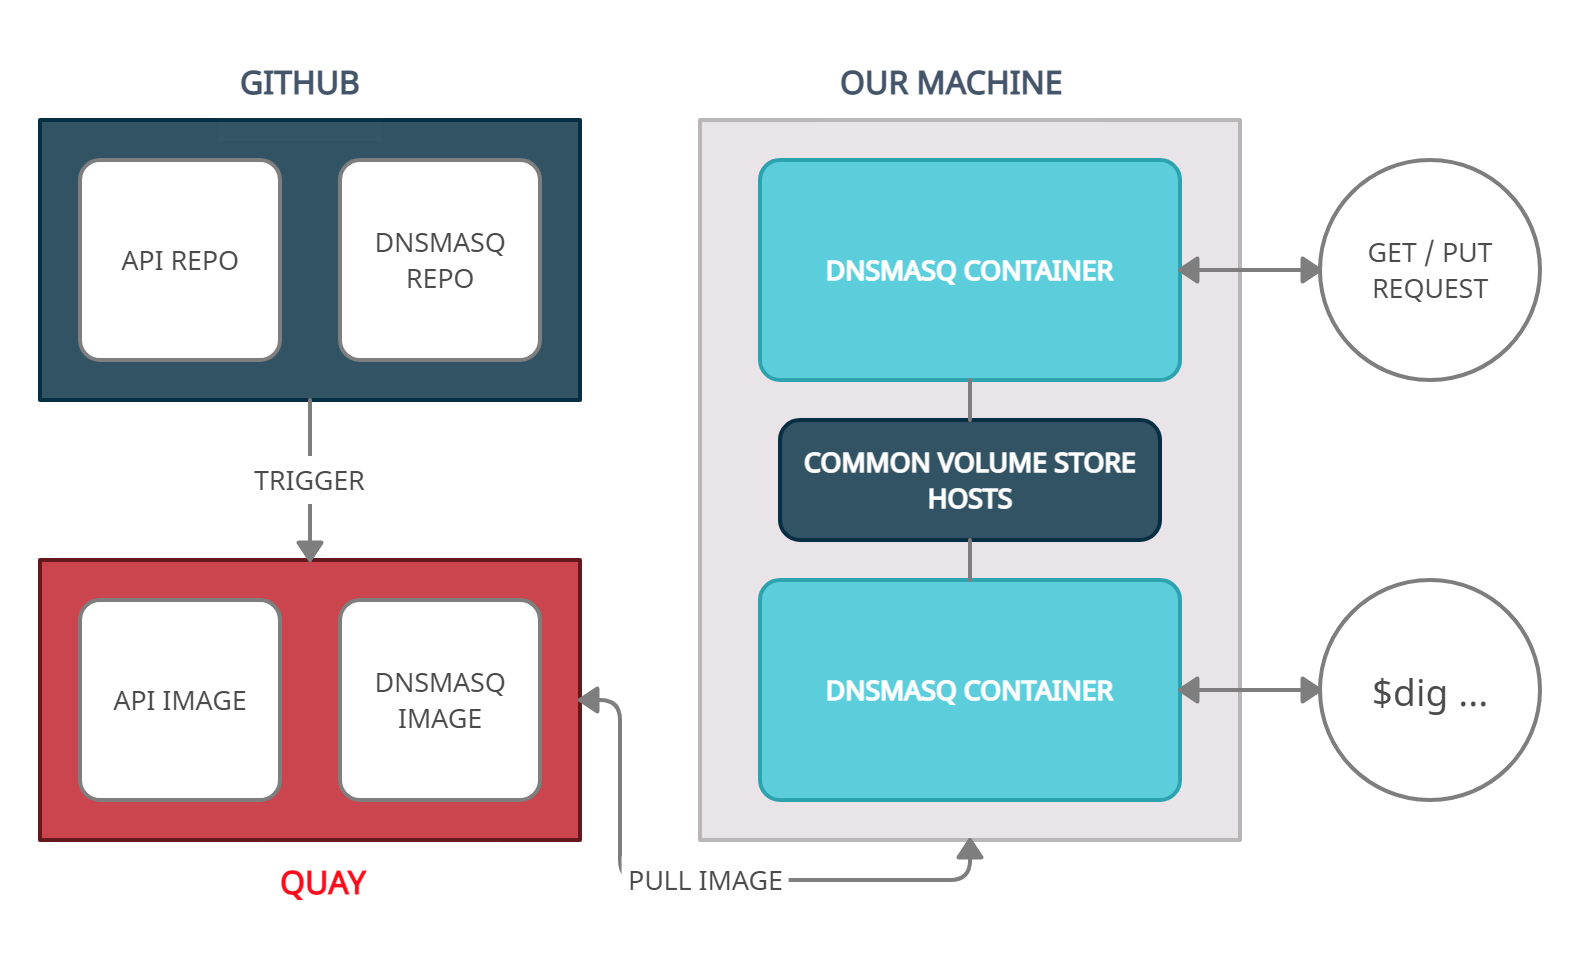 GITHUB
API REPO
DNSMASQ
REPO
TRIGGER
API IMAGE
DNSMASQ
IMAGE
QUAY
PULL IMAGE
OUR MACHINE
DNSMASQ CONTAINER
COMMON VOLUME STORE
HOSTS
DNSMASQ CONTAINER
GET / PUT
REQUEST
$dig ...